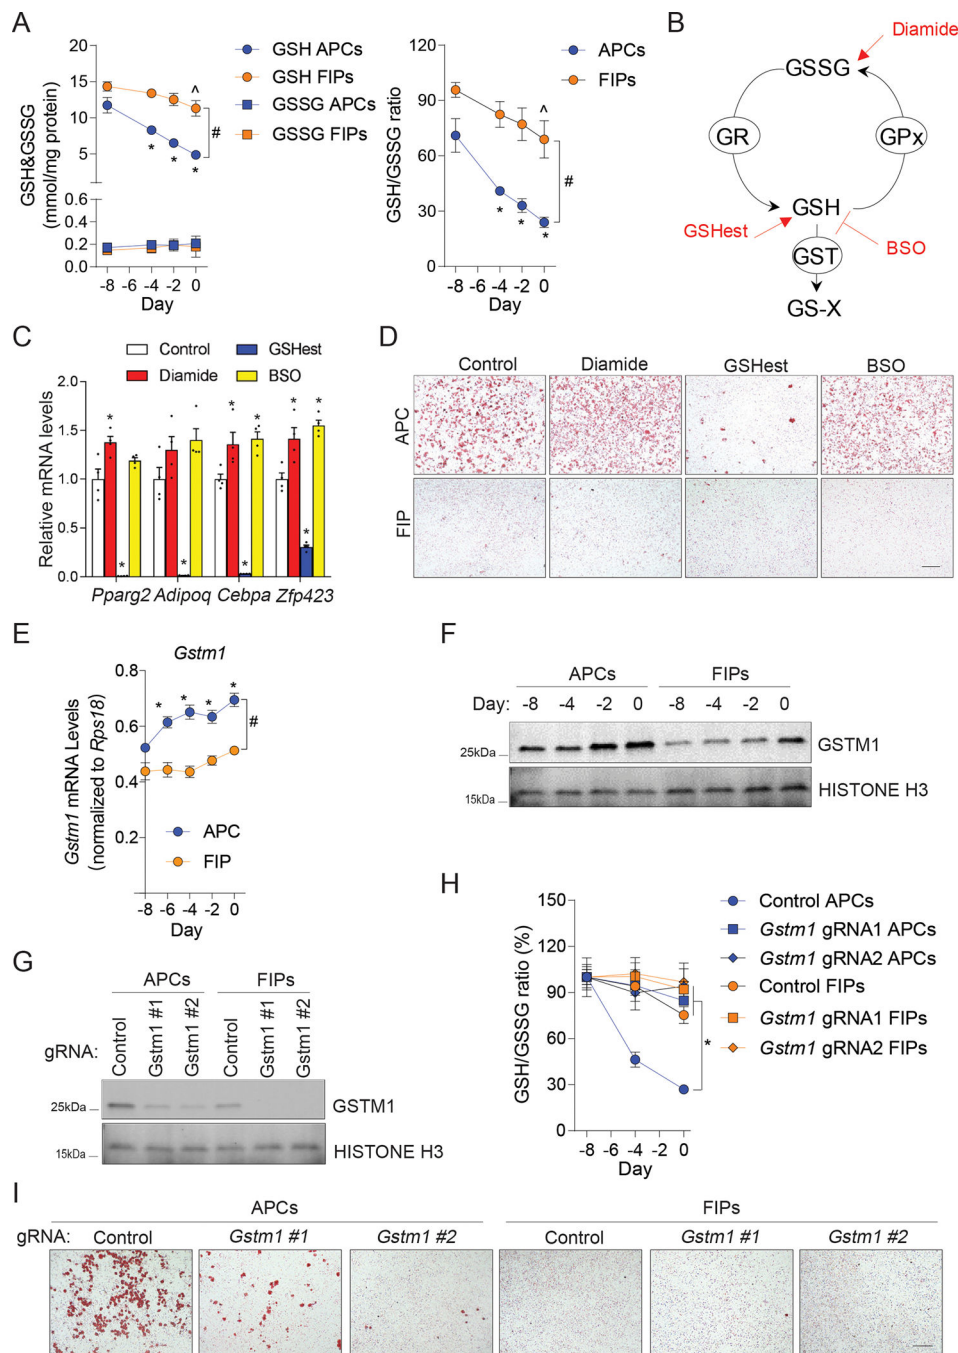 A
GSH&GSSG
(mmol/mg protein)
20
15
10
5
0.6
0.4
0.2
0.0
-8 -6 -4 -2 0
Day
* * *
^
#
GSH APCs
GSH FIPs
GSSG APCs
GSSG FIPs
GSH/GSSG ratio
120
90
60
30
0
-8 -6 -4 -2 0
Day
* * *
^
#
APCs
FIPs
B
Diamide
GSSG
GR
GPx
GSH
GSHest
BSO
GST
GS-X
C
Control
GSHest
Diamide
BSO
Relative mRNA levels
2.0
1.5
1.0
0.5
0.0
* * * * * * * * *
Pparg2 Adipoq Cebpa Zfp423
D
Control Diamide GSHest BSO
APC
FIP
E
Gstm1
Gstm1 mRNA Levels
(normalized to Rps18)
0.8
0.6
0.4
0.2
* * * *
#
APC
FIP
-8 -6 -4 -2 0
Day
F
APCs FIPs
Day: -8 -4 -2 0 -8 -4 -2 0
25kDa
GSTM1
15kDa
HISTONE H3
G
APCs FIPs
gRNA: Control Gstm1 #1 Gstm1 #2 Control Gstm1 #1 Gstm1 #2
25kDa
GSTM1
15kDa
HISTONE H3
H
GSH/GSSG ratio (%)
150
120
90
60
30
0
-8 -6 -4 -2 0
Day
*
Control APCs
Gstm1 gRNA1 APCs
Gstm1 gRNA2 APCs
Control FIPs
Gstm1 gRNA1 FIPs
Gstm1 gRNA2 FIPs
I
APCs FIPs
gRNA: Control Gstm1 #1 Gstm1 #2 Control Gstm1 #1 Gstm1 #2